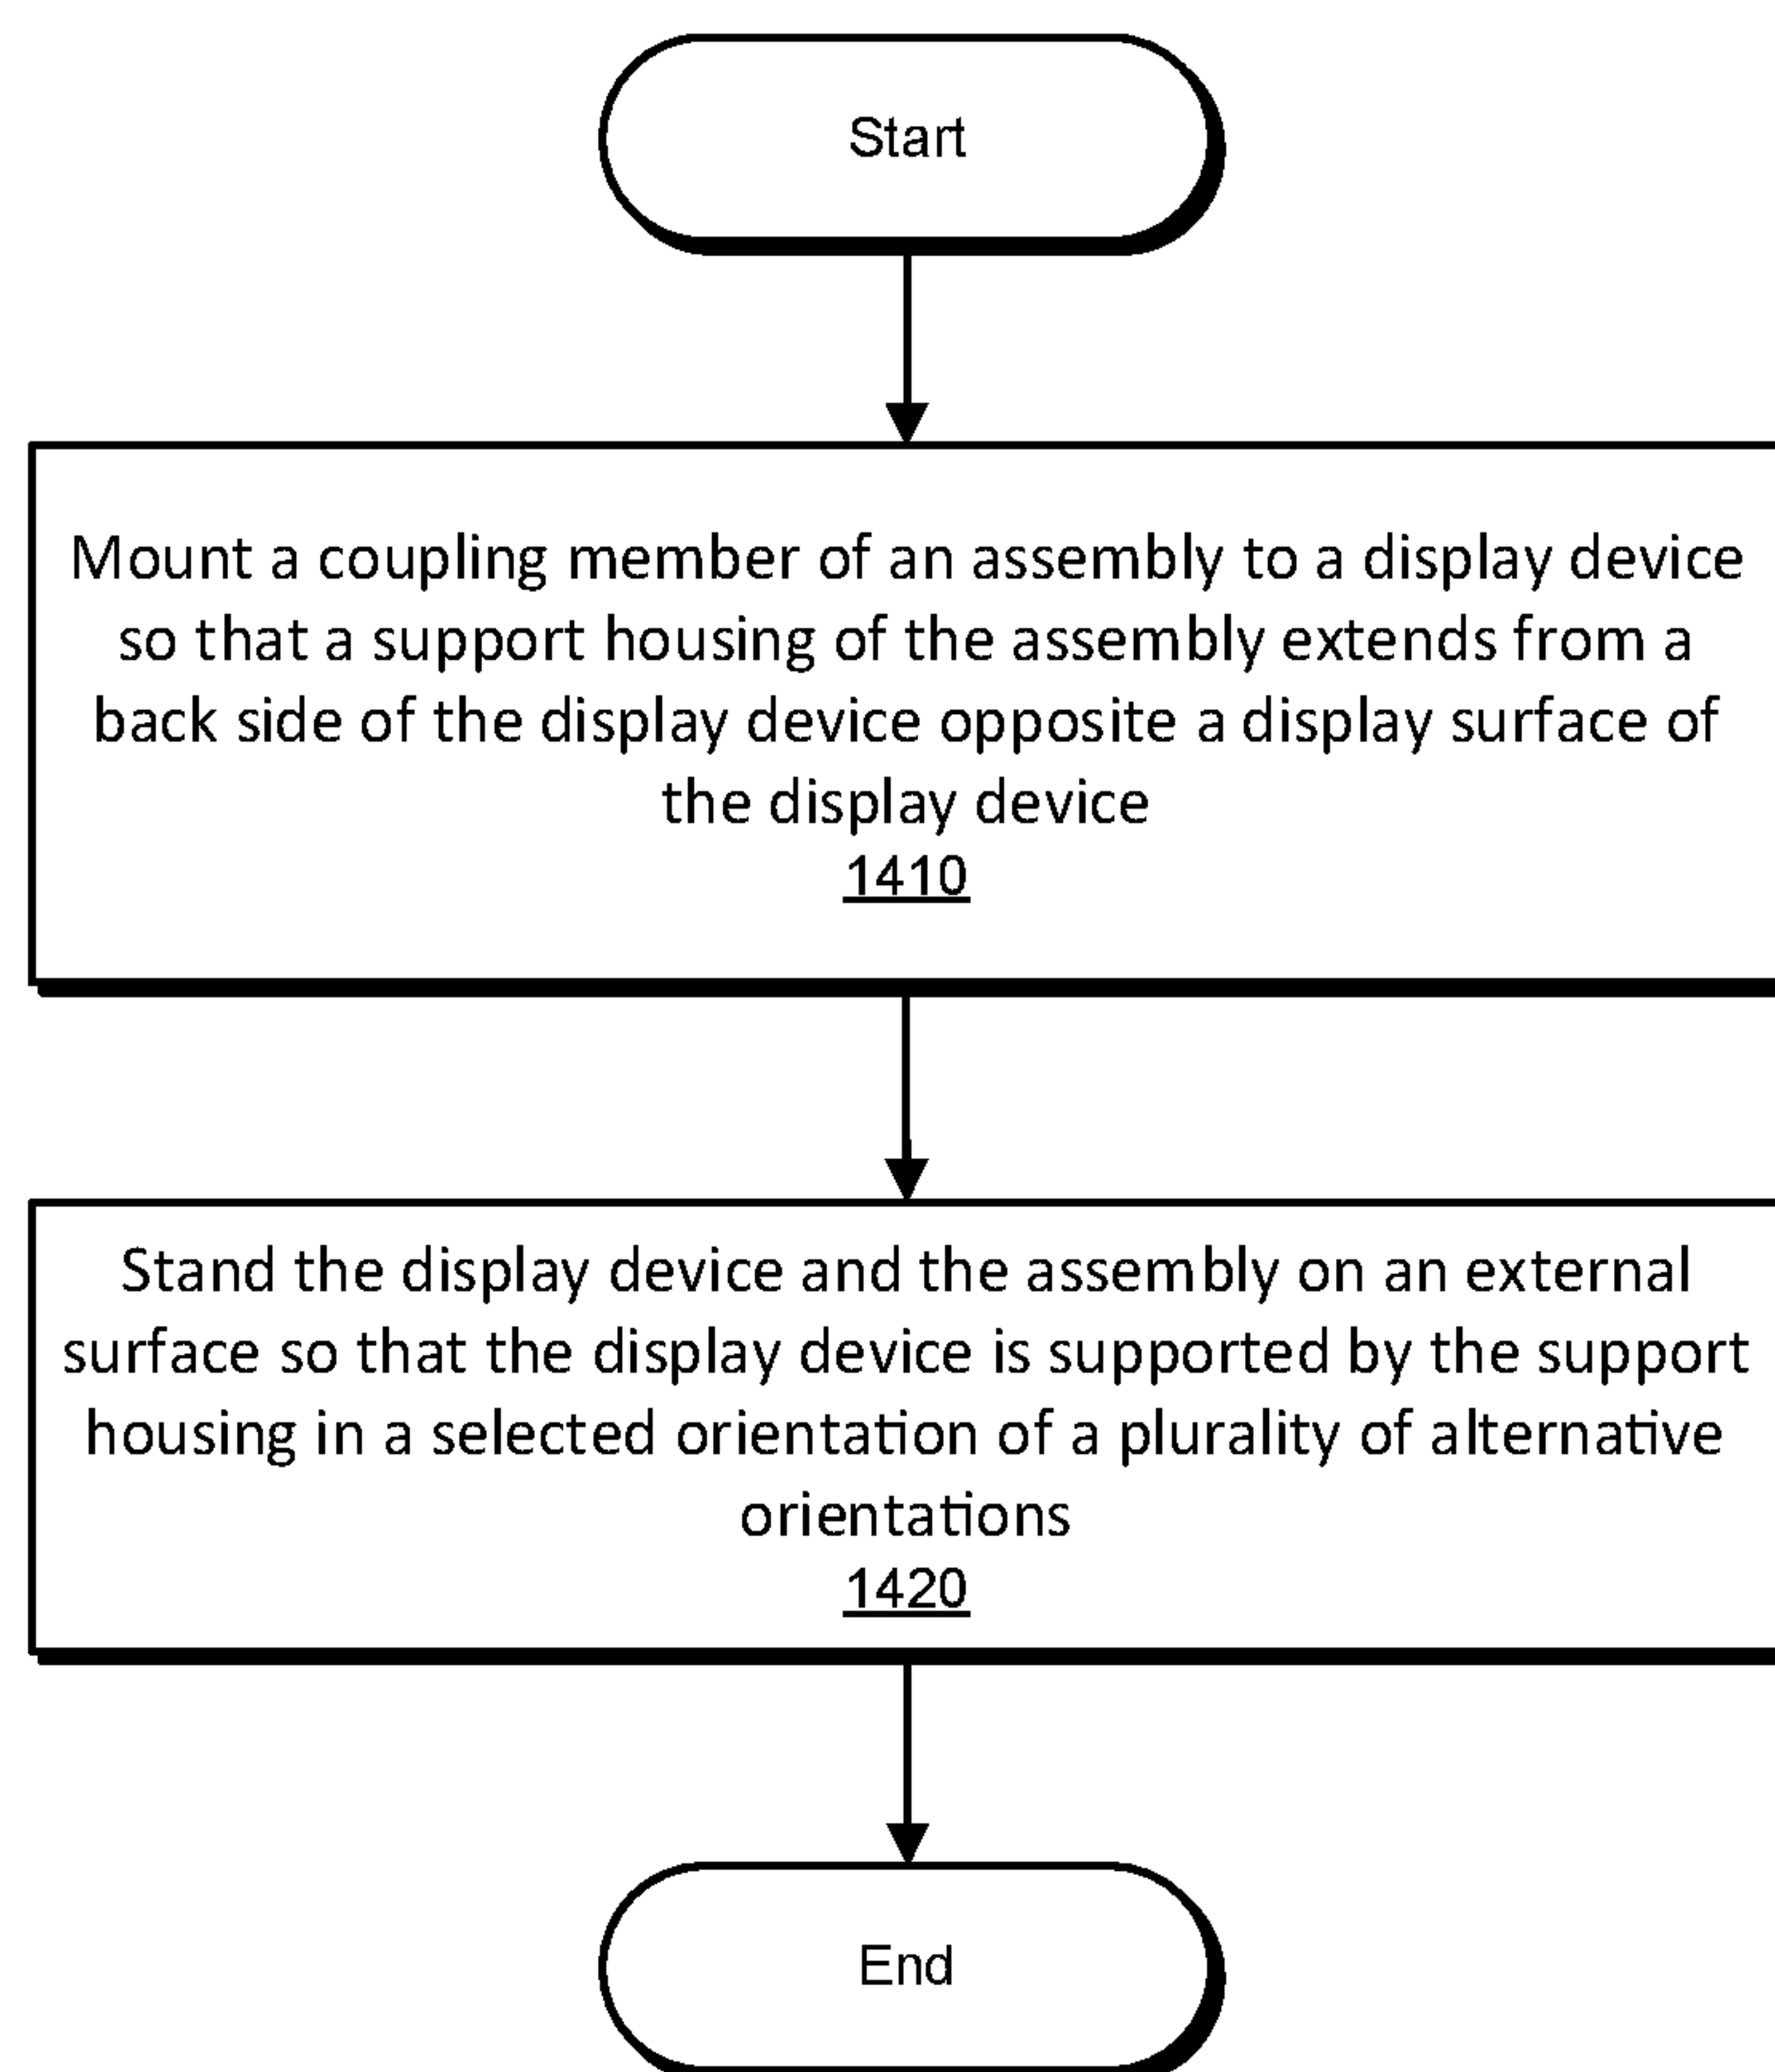 Start
Mount a coupling member of an assembly to a display device
so that a support housing of the assembly extends from a
back side of the display device opposite a display surface of
the display device
1410
Stand the display device and the assembly on an external
surface so that the display device is supported by the support
housing in a selected orientation of a plurality of alternative
orientations
1420
End